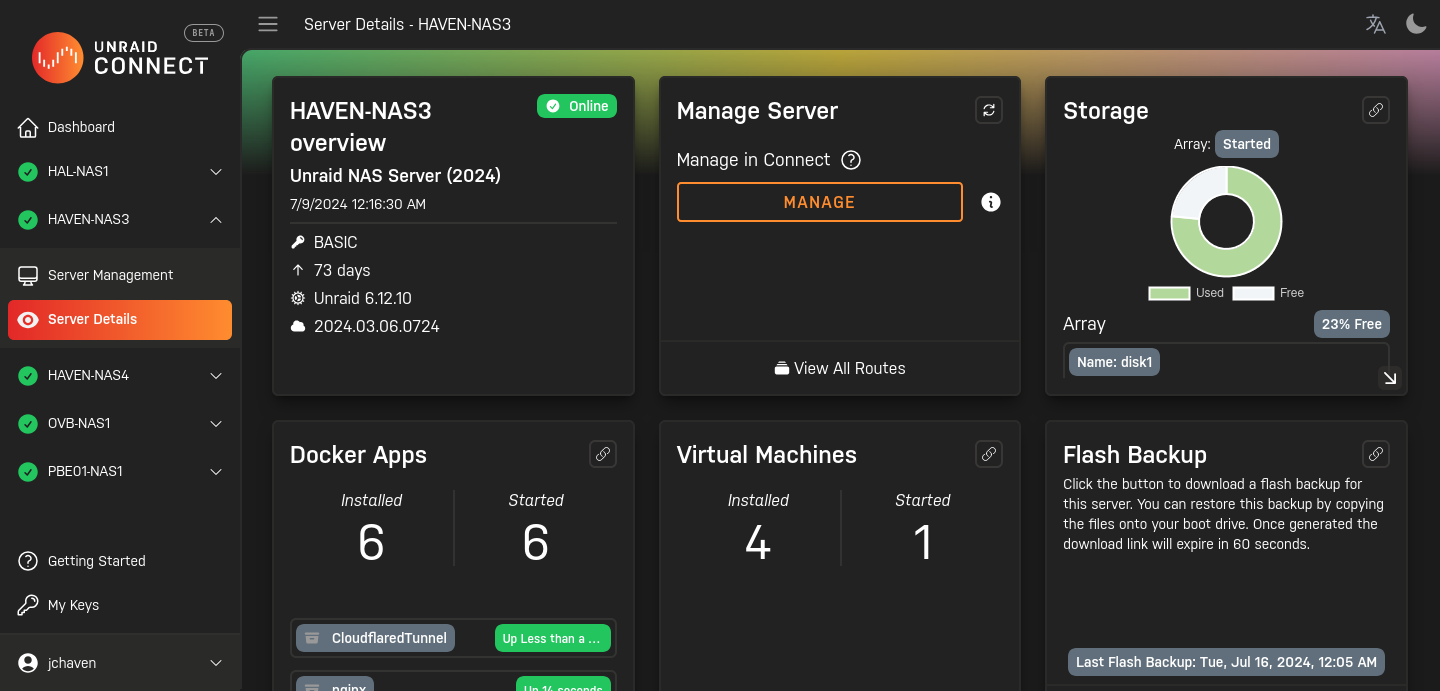 UNRAID
CONNECT
BETA
Dashboard
HAL-NAS1
HAVEN-NAS3
Server Management
Server Details
HAVEN-NAS4
OVB-NAS1
PBE01-NAS1
Getting Started
My Keys
jchaven
Server Details - HAVEN-NAS3
HAVEN-NAS3
overview
Online
Unraid NAS Server (2024)
7/9/2024 12:16:30 AM
BASIC
73 days
Unraid 6.12.10
2024.03.06.0724
Manage Server
Manage in Connect
MANAGE
View All Routes
Storage
Array: Started
Used Free
Array 23% Free
Name: disk1
Docker Apps
Installed Started
6 6
CloudflaredTunnel Up Less than a ...
nginx Up 14 seconds
Virtual Machines
Installed Started
4 1
Flash Backup
Click the button to download a flash backup for
this server. You can restore this backup by copying
the files onto your boot drive. Once generated the
download link will expire in 60 seconds.
Last Flash Backup: Tue, Jul 16, 2024, 12:05 AM